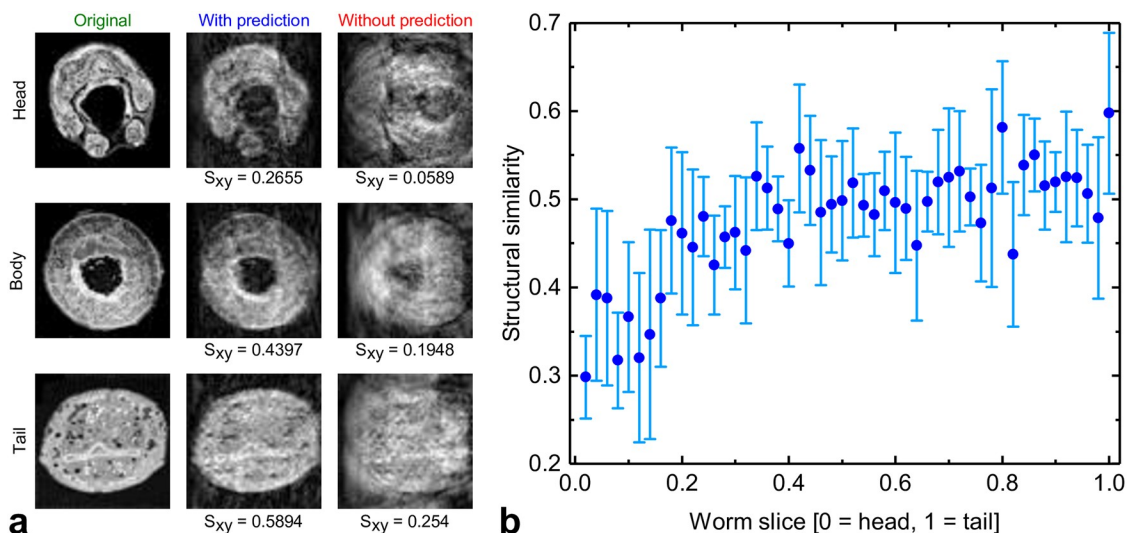 Original With prediction Without prediction
Head
Sxy = 0.2655 Sxy = 0.0589
Body
Sxy = 0.4397 Sxy = 0.1948
Tail
Sxy = 0.5894 Sxy = 0.254
a
Structural similarity
0.7
0.6
0.5
0.4
0.3
0.2
0.0 0.2 0.4 0.6 0.8 1.0
Worm slice [0 = head, 1 = tail]
b